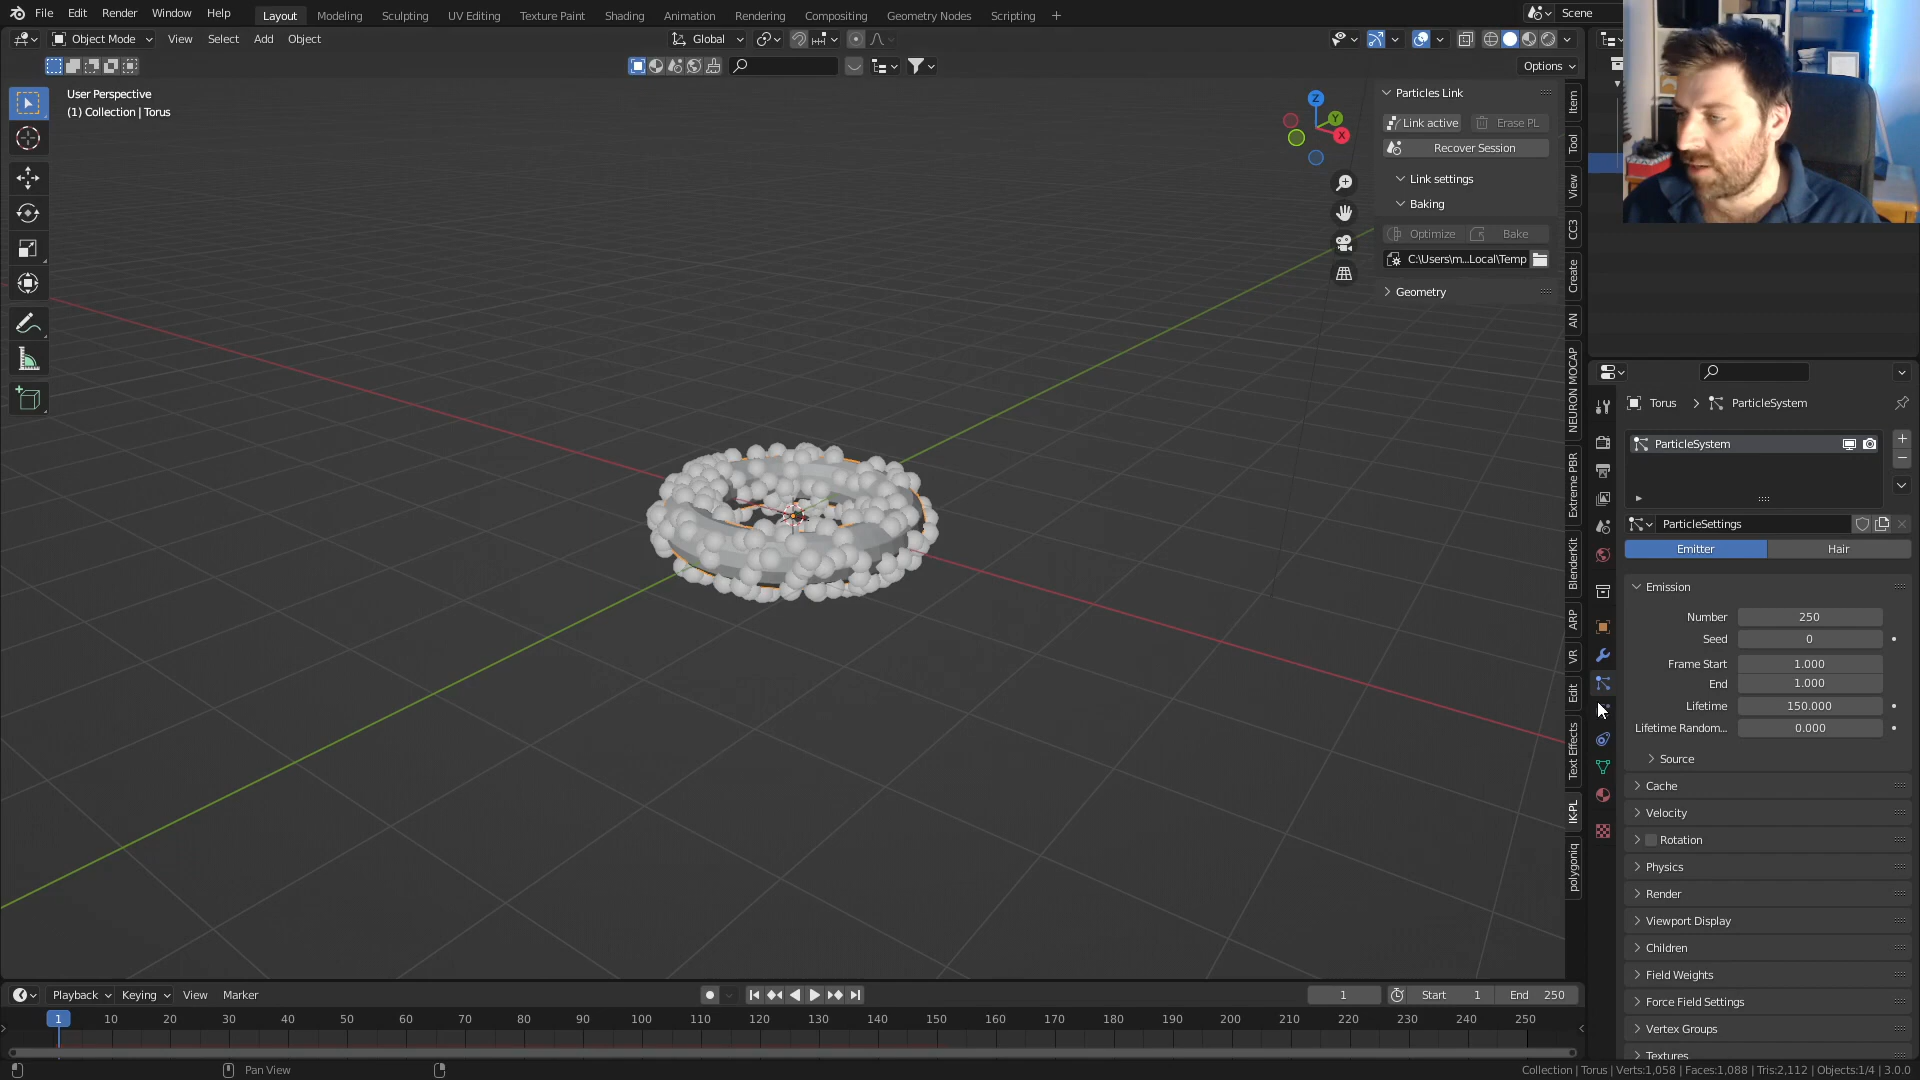 File Edit Render Window Help Layout Modeling Sculpting UV Editing Texture Paint Shading Animation Rendering Compositing Geometry Nodes Scripting + Scene
Object Mode View Select Add Object Global
Options
User Perspective
(1) Collection | Torus
Z
Y
X
Particles Link
Link active Erase PL
Recover Session
Link settings
Baking
Optimize Bake
C:\Users\m...Local\Temp
Geometry
Item
Tool
View
CC3
Create
AN
NEURON MOCAP
Extreme PBR
BlenderKit
ARP
VR
Edit
Text Effects
IK-PL
polygoniq
Torus > ParticleSystem
ParticleSystem
ParticleSettings
Emitter Hair
Emission
Number 250
Seed 0
Frame Start 1.000
End 1.000
Lifetime 150.000
Lifetime Random... 0.000
Source
Cache
Velocity
Rotation
Physics
Render
Viewport Display
Children
Field Weights
Force Field Settings
Vertex Groups
Textures
Playback Keying View Marker 1 Start 1 End 250
1 10 20 30 40 50 60 70 80 90 100 110 120 130 140 150 160 170 180 190 200 210 220 230 240 250
Pan View
Collection | Torus | Verts:1,058 | Faces:1,088 | Tris:2,112 | Objects:1/4 | 3.0.0